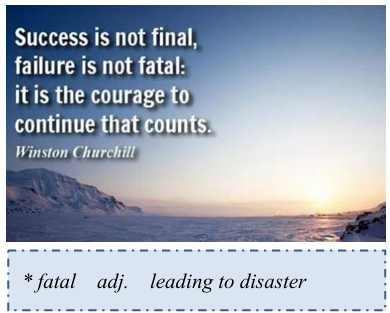 Success is not final,
failure is not fatal:
it is the courage to
continue that counts.
Winston Churchill
* fatal adj. leading to disaster